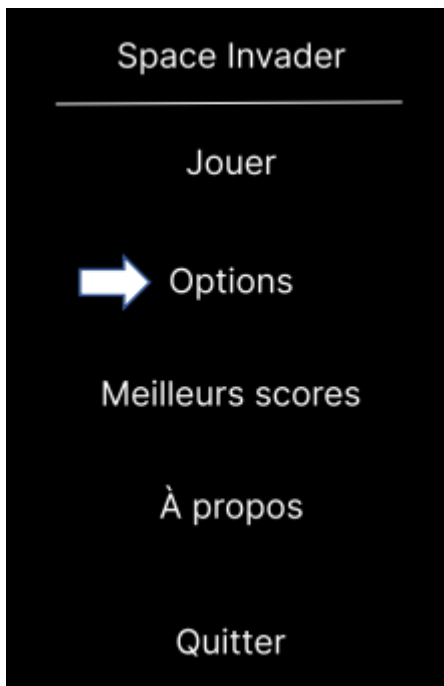 Space Invader
Jouer
Options
Meilleurs scores
À propos
Quitter